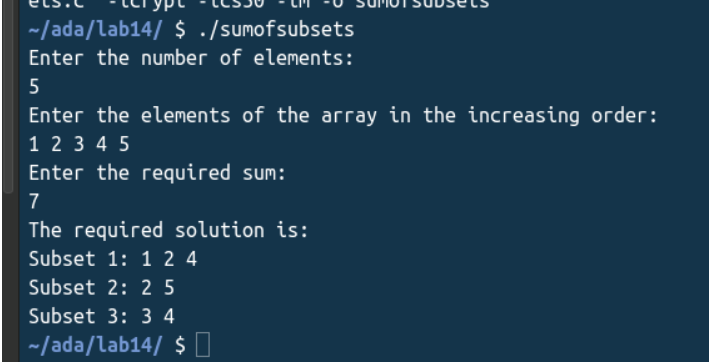 els.c -lcrypt -lcs50 -lm -o sumofsubsets
~/ada/lab14/ $ ./sumofsubsets
Enter the number of elements:
5
Enter the elements of the array in the increasing order:
1 2 3 4 5
Enter the required sum:
7
The required solution is:
Subset 1: 1 2 4
Subset 2: 2 5
Subset 3: 3 4
~/ada/lab14/ $